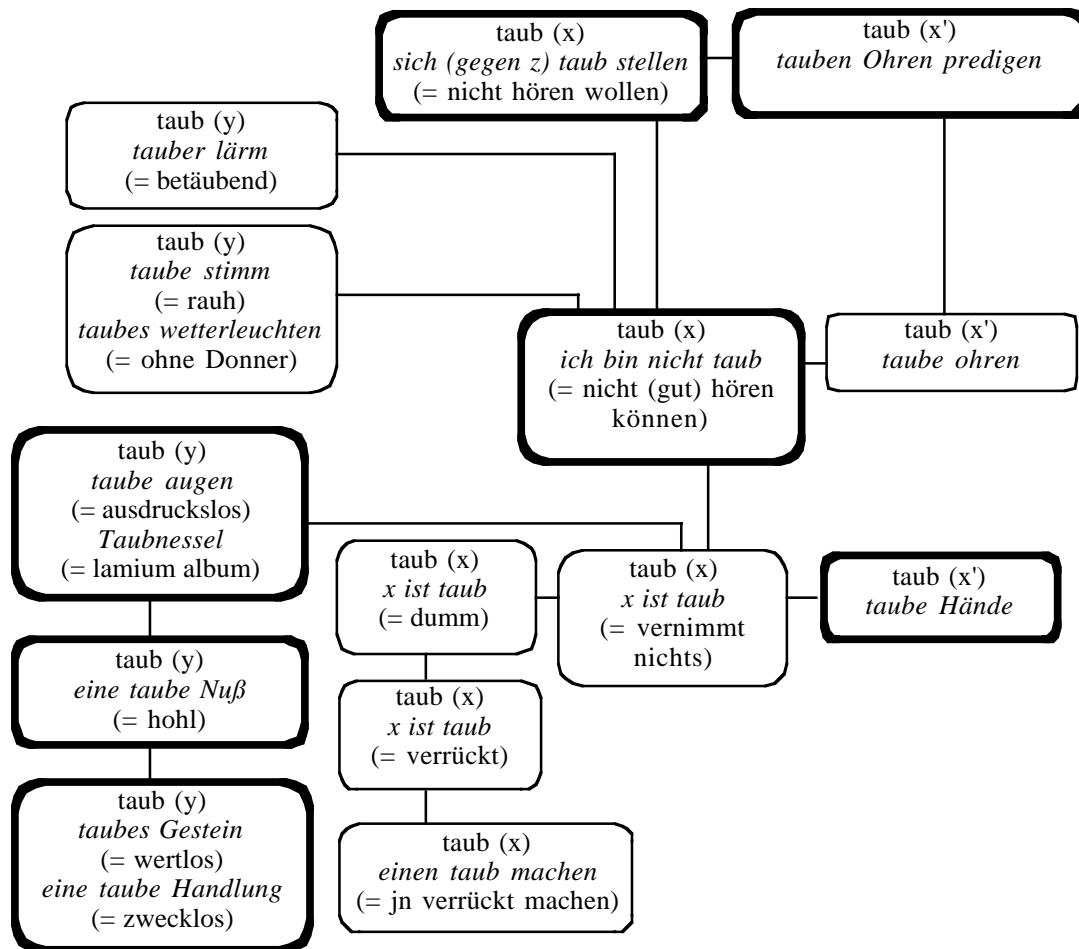 taub (x)
sich (gegen z) taub stellen
(= nicht hören wollen)
taub (x')
tauben Ohren predigen
taub (y)
tauber lärm
(= betäubend)
taub (y)
taube stimm
(= rauh)
taubes wetterleuchten
(= ohne Donner)
taub (x)
ich bin nicht taub
(= nicht (gut) hören
können)
taub (x')
taube ohren
taub (y)
taube augen
(= ausdruckslos)
Taubnessel
(= lamium album)
taub (x)
x ist taub
(= dumm)
taub (x)
x ist taub
(= vernimmt
nichts)
taub (x')
taube Hände
taub (y)
eine taube Nuß
(= hohl)
taub (x)
x ist taub
(= verrückt)
taub (y)
taubes Gestein
(= wertlos)
eine taube Handlung
(= zwecklos)
taub (x)
einen taub machen
(= jn verrückt machen)